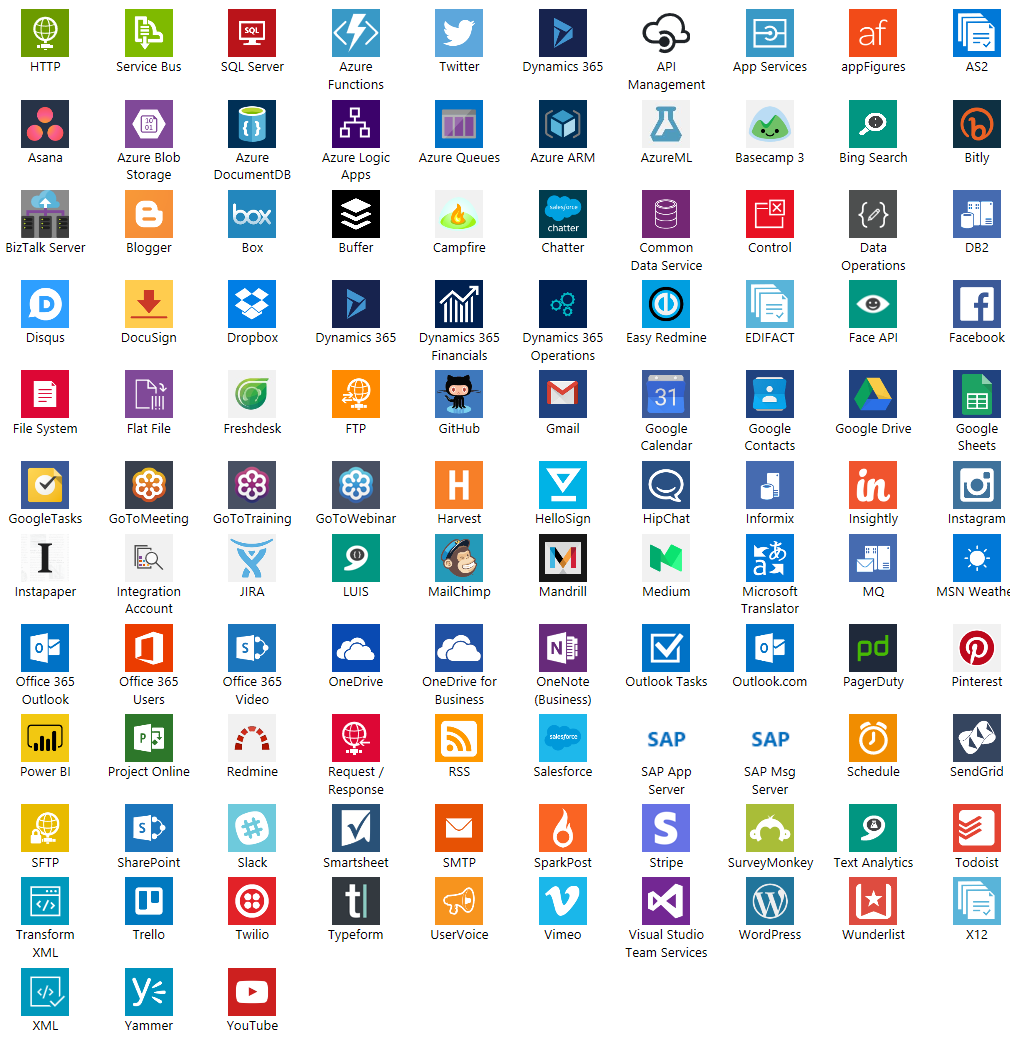 HTTP Service Bus SQL Server Azure Functions Twitter Dynamics 365 API Management App Services appFigures AS2
Asana Azure Blob Storage Azure DocumentDB Azure Logic Apps Azure Queues Azure ARM AzureML Basecamp 3 Bing Search Bitly
BizTalk Server Blogger Box Buffer Campfire Chatter Common Data Service Control Data Operations DB2
Disqus DocuSign Dropbox Dynamics 365 Dynamics 365 Financials Dynamics 365 Operations Easy Redmine EDIFACT Face API Facebook
File System Flat File Freshdesk FTP GitHub Gmail Google Calendar Google Contacts Google Drive Google Sheets
GoogleTasks GoToMeeting GoToTraining GoToWebinar Harvest HelloSign HipChat Informix Insightly Instagram
Instapaper Integration Account JIRA LUIS MailChimp Mandrill Medium Microsoft Translator MQ MSN Weathe
Office 365 Outlook Office 365 Users Office 365 Video OneDrive OneDrive for Business OneNote (Business) Outlook Tasks Outlook.com PagerDuty Pinterest
Power BI Project Online Redmine Request / Response RSS Salesforce SAP App Server SAP Msg Server Schedule SendGrid
SFTP SharePoint Slack Smartsheet SMTP SparkPost Stripe SurveyMonkey Text Analytics Todoist
Transform XML Trello Twilio Typeform UserVoice Vimeo Visual Studio Team Services WordPress Wunderlist X12
XML Yammer YouTube